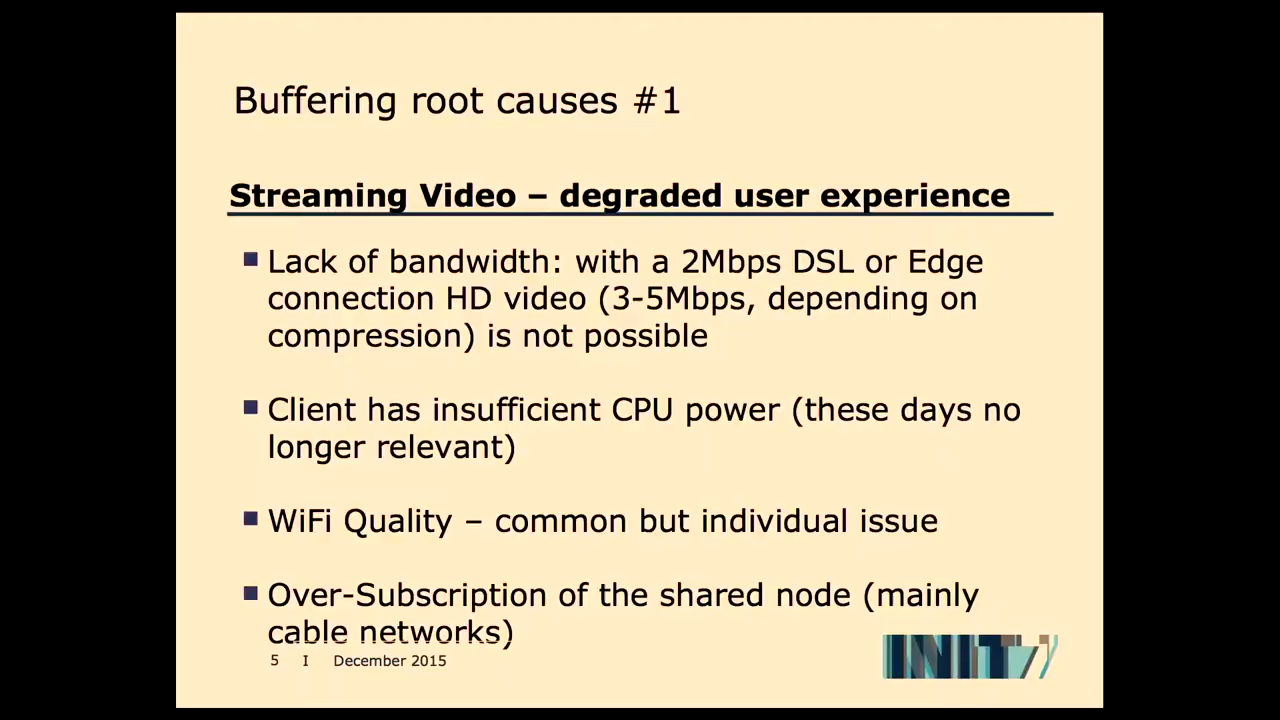 Buffering root causes #1
Streaming Video – degraded user experience
Lack of bandwidth: with a 2Mbps DSL or Edge
connection HD video (3-5Mbps, depending on
compression) is not possible
Client has insufficient CPU power (these days no
longer relevant)
WiFi Quality – common but individual issue
Over-Subscription of the shared node (mainly
cable networks)
5 I December 2015
INIT7